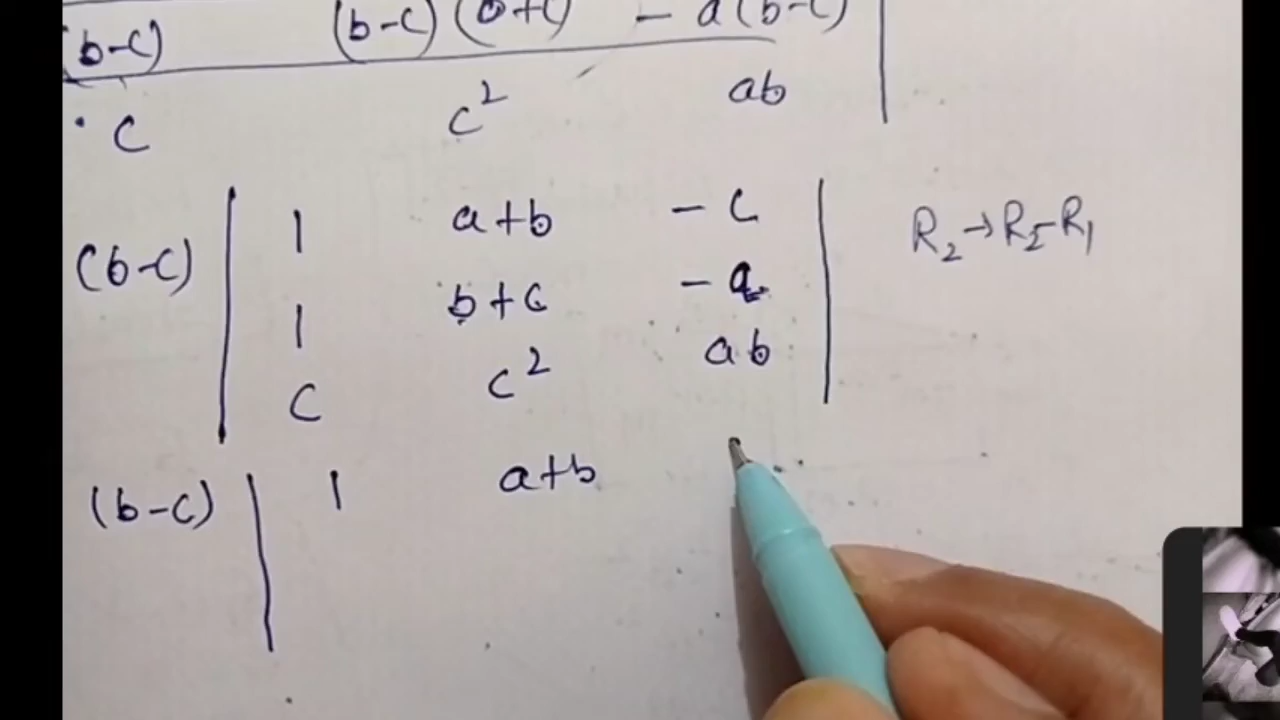 (b-c) (b-c) (b+c) - a(b-c)
c c² ab
(b-c) | 1 a+b -c | R₂→R₂-R₁
1 b+c -a
c c² ab
(b-c) | 1 a+b